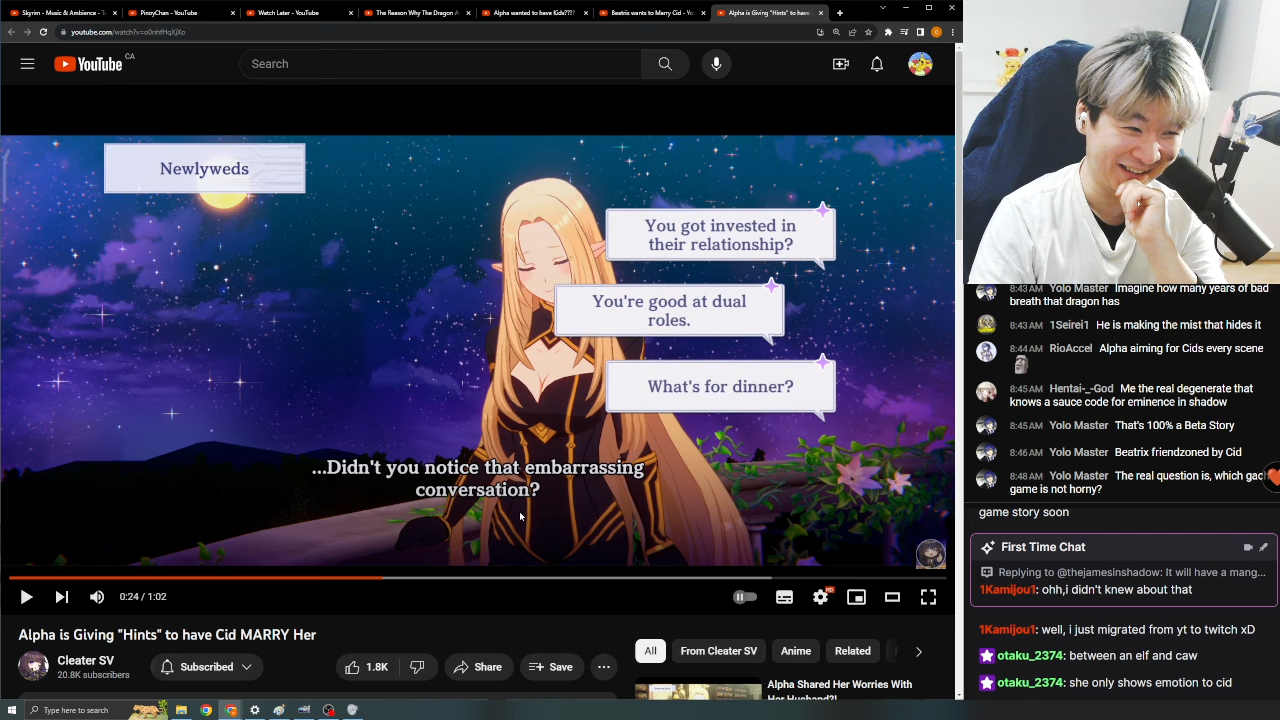 Skyrim - Music & Ambience - T
PinoyChan - YouTube
Watch Later - YouTube
The Reason Why The Dragon A
Alpha wanted to have Kids????
Beatrix wants to Marry Cid - Yo
Alpha is Giving "Hints" to have
youtube.com/watch?v=o0nhfHqXjXo
YouTube CA
Search
Newlyweds
You got invested in
their relationship?
You're good at dual
roles.
What's for dinner?
...Didn't you notice that embarrassing
conversation?
0:24 / 1:02
HD
Alpha is Giving "Hints" to have Cid MARRY Her
Cleater SV
20.8K subscribers
Subscribed
1.8K
Share
Save
All
From Cleater SV
Anime
Related
Alpha Shared Her Worries With
Her Husband?!
Type here to search
8:43 AM Yolo Master Imagine how many years of bad
breath that dragon has
8:43 AM 1Seirei1 He is making the mist that hides it
8:44 AM RioAccel Alpha aiming for Cids every scene
8:45 AM Hentai-_-God Me the real degenerate that
knows a sauce code for eminence in shadow
8:45 AM Yolo Master That's 100% a Beta Story
8:46 AM Yolo Master Beatrix friendzoned by Cid
8:48 AM Yolo Master The real question is, which gac
game is not horny?
game story soon
First Time Chat
Replying to @thejamesinshadow: It will have a mang...
1Kamijou1: ohh,i didn't knew about that
1Kamijou1: well, i just migrated from yt to twitch xD
otaku_2374: between an elf and caw
otaku_2374: she only shows emotion to cid